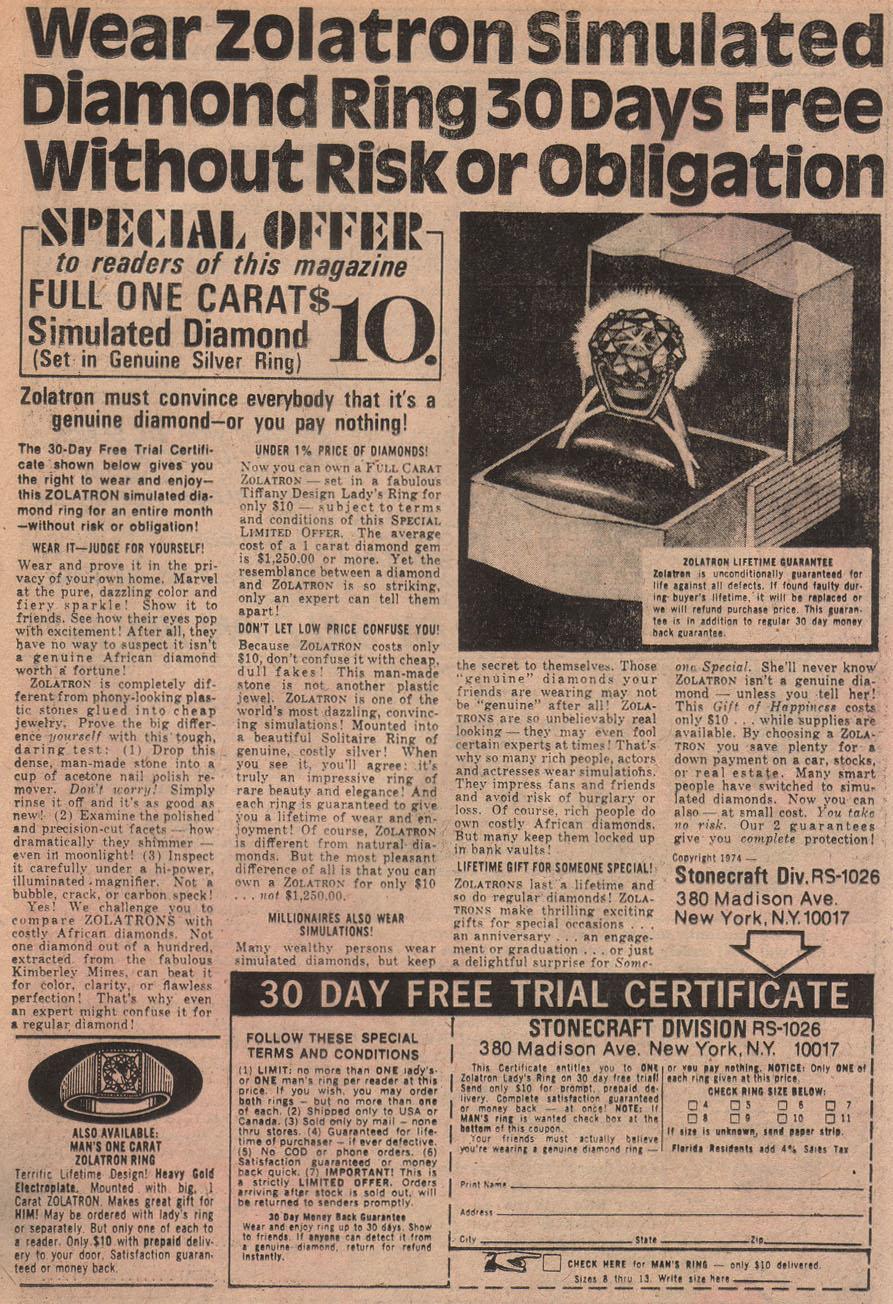 Wear Zolatron Simulated
Diamond Ring 30 Days Free
Without Risk or Obligation
SPECIAL OFFER
to readers of this magazine
FULL ONE CARAT $10.
Simulated Diamond
(Set in Genuine Silver Ring)
Zolatron must convince everybody that it's a
genuine diamond—or you pay nothing!
The 30-Day Free Trial Certifi-
cate shown below gives you
the right to wear and enjoy—
this ZOLATRON simulated dia-
mond ring for an entire month
—without risk or obligation!
WEAR IT—JUDGE FOR YOURSELF!
Wear and prove it in the pri-
vacy of your own home. Marvel
at the pure, dazzling color and
fiery sparkle! Show it to
friends. See how their eyes pop
with excitement! After all, they
have no way to suspect it isn't
a genuine African diamond
worth a fortune!
ZOLATRON is completely dif-
ferent from phony-looking plas-
tic stones glued into cheap
jewelry. Prove the big differ-
ence yourself with this tough,
daring test: (1) Drop this
dense, man-made stone into a
cup of acetone nail polish re-
mover. Don't worry! Simply
rinse it off and it's as good as
new! (2) Examine the polished
and precision-cut facets — how
dramatically they shimmer —
even in moonlight! (3) Inspect
it carefully under a hi-power,
illuminated magnifier. Not a
bubble, crack, or carbon speck!
Yes! We challenge you to
compare ZOLATRONS with
costly African diamonds. Not
one diamond out of a hundred,
extracted from the fabulous
Kimberley Mines, can beat it
for color, clarity, or flawless
perfection! That's why even
an expert might confuse it for
a regular diamond!
ALSO AVAILABLE:
MAN'S ONE CARAT
ZOLATRON RING
Terrific Lifetime Design! Heavy Gold
Electroplate. Mounted with big, 1
Carat ZOLATRON. Makes great gift for
HIM! May be ordered with lady's ring
or separately. But only one of each to
a reader. Only $10 with prepaid deliv-
ery to your door. Satisfaction guaran-
teed or money back.
UNDER 1% PRICE OF DIAMONDS!
Now you can own a FULL CARAT
ZOLATRON — set in a fabulous
Tiffany Design Lady's Ring for
only $10 — subject to terms
and conditions of this SPECIAL
LIMITED OFFER. The average
cost of a 1 carat diamond gem
is $1,250.00 or more. Yet the
resemblance between a diamond
and ZOLATRON is so striking,
only an expert can tell them
apart!
DON'T LET LOW PRICE CONFUSE YOU!
Because ZOLATRON costs only
$10, don't confuse it with cheap,
dull fakes! This man-made
stone is not another plastic
jewel. ZOLATRON is one of the
world's most dazzling, convinc-
ing simulations! Mounted into
a beautiful Solitaire Ring of
genuine, costly silver! When
you see it, you'll agree: it's
truly an impressive ring of
rare beauty and elegance! And
each ring is guaranteed to give
you a lifetime of wear and en-
joyment! Of course, ZOLATRON
is different from natural dia-
monds. But the most pleasant
difference of all is that you can
own a ZOLATRON for only $10
. . . not $1,250.00.
MILLIONAIRES ALSO WEAR
SIMULATIONS!
Many wealthy persons wear
simulated diamonds, but keep
ZOLATRON LIFETIME GUARANTEE
Zolatron is unconditionally guaranteed for
life against all defects. If found faulty dur-
ing buyer's lifetime, it will be replaced or
we will refund purchase price. This guaran-
tee is in addition to regular 30 day money
back guarantee.
the secret to themselves. Those
"genuine" diamonds your
friends are wearing may not
be "genuine" after all! ZOLA-
TRONS are so unbelievably real
looking — they may even fool
certain experts at times! That's
why so many rich people, actors
and actresses wear simulations.
They impress fans and friends
and avoid risk of burglary or
loss. Of course, rich people do
own costly African diamonds.
But many keep them locked up
in bank vaults!
LIFETIME GIFT FOR SOMEONE SPECIAL!
ZOLATRONS last a lifetime and
so do regular diamonds! ZOLA-
TRONS make thrilling exciting
gifts for special occasions . . .
an anniversary . . . an engage-
ment or graduation . . . or just
a delightful surprise for Some-
one Special. She'll never know
ZOLATRON isn't a genuine dia-
mond — unless you tell her!
This Gift of Happiness costs
only $10 . . . while supplies are
available. By choosing a ZOLA-
TRON you save plenty for a
down payment on a car, stocks,
or real estate. Many smart
people have switched to simu-
lated diamonds. Now you can
also — at small cost. You take
no risk. Our 2 guarantees
give you complete protection!
Copyright 1974 —
Stonecraft Div. RS-1026
380 Madison Ave.
New York, N.Y. 10017
30 DAY FREE TRIAL CERTIFICATE
FOLLOW THESE SPECIAL
TERMS AND CONDITIONS
(1) LIMIT: no more than ONE lady's-
or ONE man's ring per reader at this
price. If you wish, you may order
both rings — but no more than one
of each. (2) Shipped only to USA or
Canada. (3) Sold only by mail — none
thru stores. (4) Guaranteed for life-
time of purchaser — if ever defective.
(5) No COD or phone orders. (6)
Satisfaction guaranteed or money
back quick. (7) IMPORTANT! This is
a strictly LIMITED OFFER. Orders
arriving after stock is sold out, will
be returned to senders promptly.
30 Day Money Back Guarantee
Wear and enjoy ring up to 30 days. Show
to friends. If anyone can detect it from
a genuine diamond, return for refund
instantly.
STONECRAFT DIVISION RS-1026
380 Madison Ave. New York, N.Y. 10017
This Certificate entitles you to ONE
Zolatron Lady's Ring on 30 day free trial!
Send only $10 for prompt, prepaid de-
livery. Complete satisfaction guaranteed
or money back — at once! NOTE: If
MAN'S ring is wanted check box at the
bottom of this coupon.
Your friends must actually believe
you're wearing a genuine diamond ring —
or you pay nothing. NOTICE: Only ONE of
each ring given at this price.
CHECK RING SIZE BELOW:
□ 4 □ 5 □ 6 □ 7
□ 8 □ 9 □ 10 □ 11
If size is unknown, send paper strip.
Florida Residents add 4% Sales Tax
Print Name
Address
City State Zip
□ CHECK HERE for MAN'S RING — only $10 delivered.
Sizes 8 thru 13. Write size here